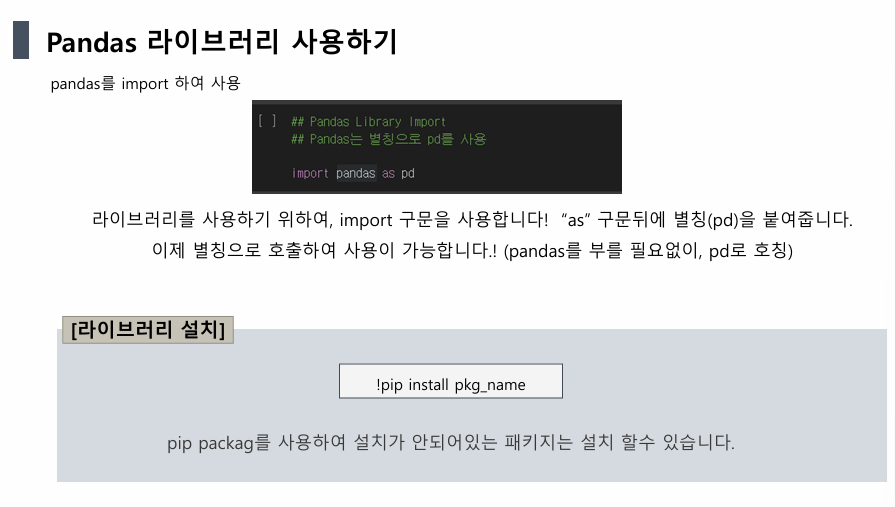 Pandas 라이브러리 사용하기
pandas를 import 하여 사용
[ ] ## Pandas Library Import
## Pandas는 별칭으로 pd를 사용
import pandas as pd
라이브러리를 사용하기 위하여, import 구문을 사용합니다! “as” 구문뒤에 별칭(pd)을 붙여줍니다.
이제 별칭으로 호출하여 사용이 가능합니다.! (pandas를 부를 필요없이, pd로 호칭)
[라이브러리 설치]
!pip install pkg_name
pip packag를 사용하여 설치가 안되어있는 패키지는 설치 할수 있습니다.